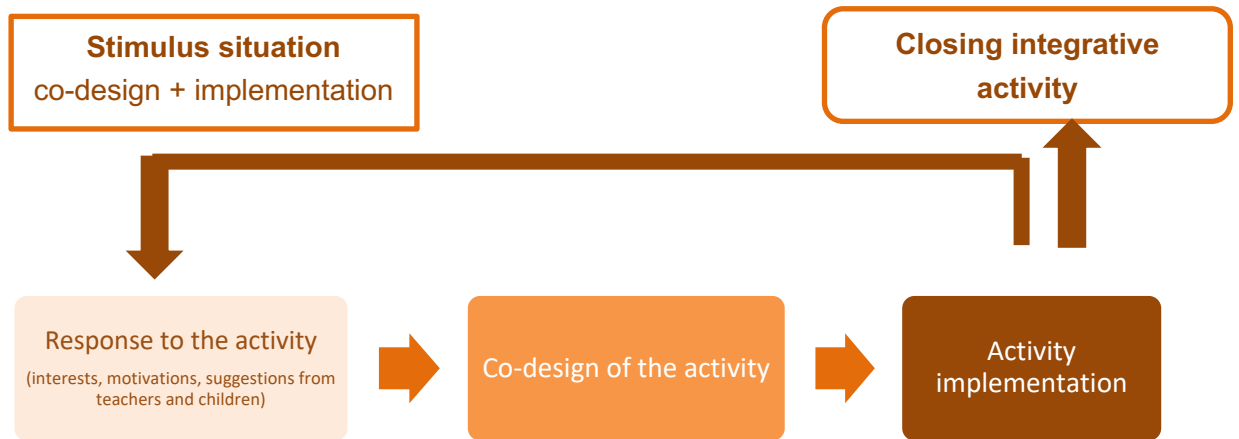 Stimulus situation
co-design + implementation
Closing integrative
activity
Response to the activity
(interests, motivations, suggestions from
teachers and children)
Co-design of the activity
Activity
implementation